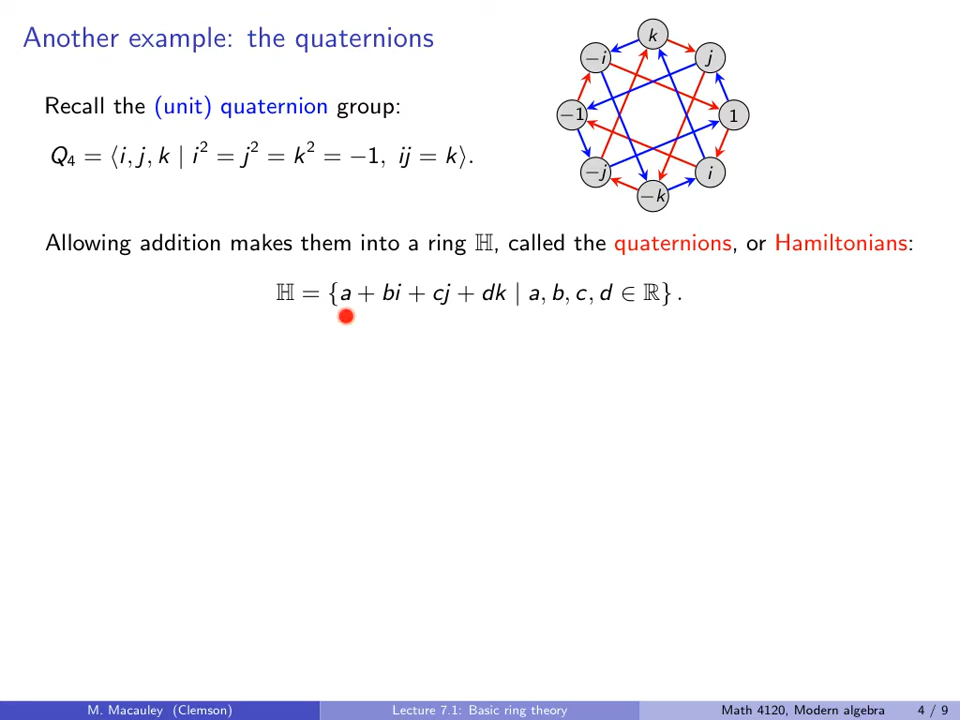 Another example: the quaternions
Recall the (unit) quaternion group:
Q₄ = ⟨i, j, k | i² = j² = k² = −1, ij = k⟩.
k
−i
j
−1
1
−j
i
−k
Allowing addition makes them into a ring ℍ, called the quaternions, or Hamiltonians:
ℍ = {a + bi + cj + dk | a, b, c, d ∈ ℝ} .
M. Macauley (Clemson)
Lecture 7.1: Basic ring theory
Math 4120, Modern algebra
4 / 9